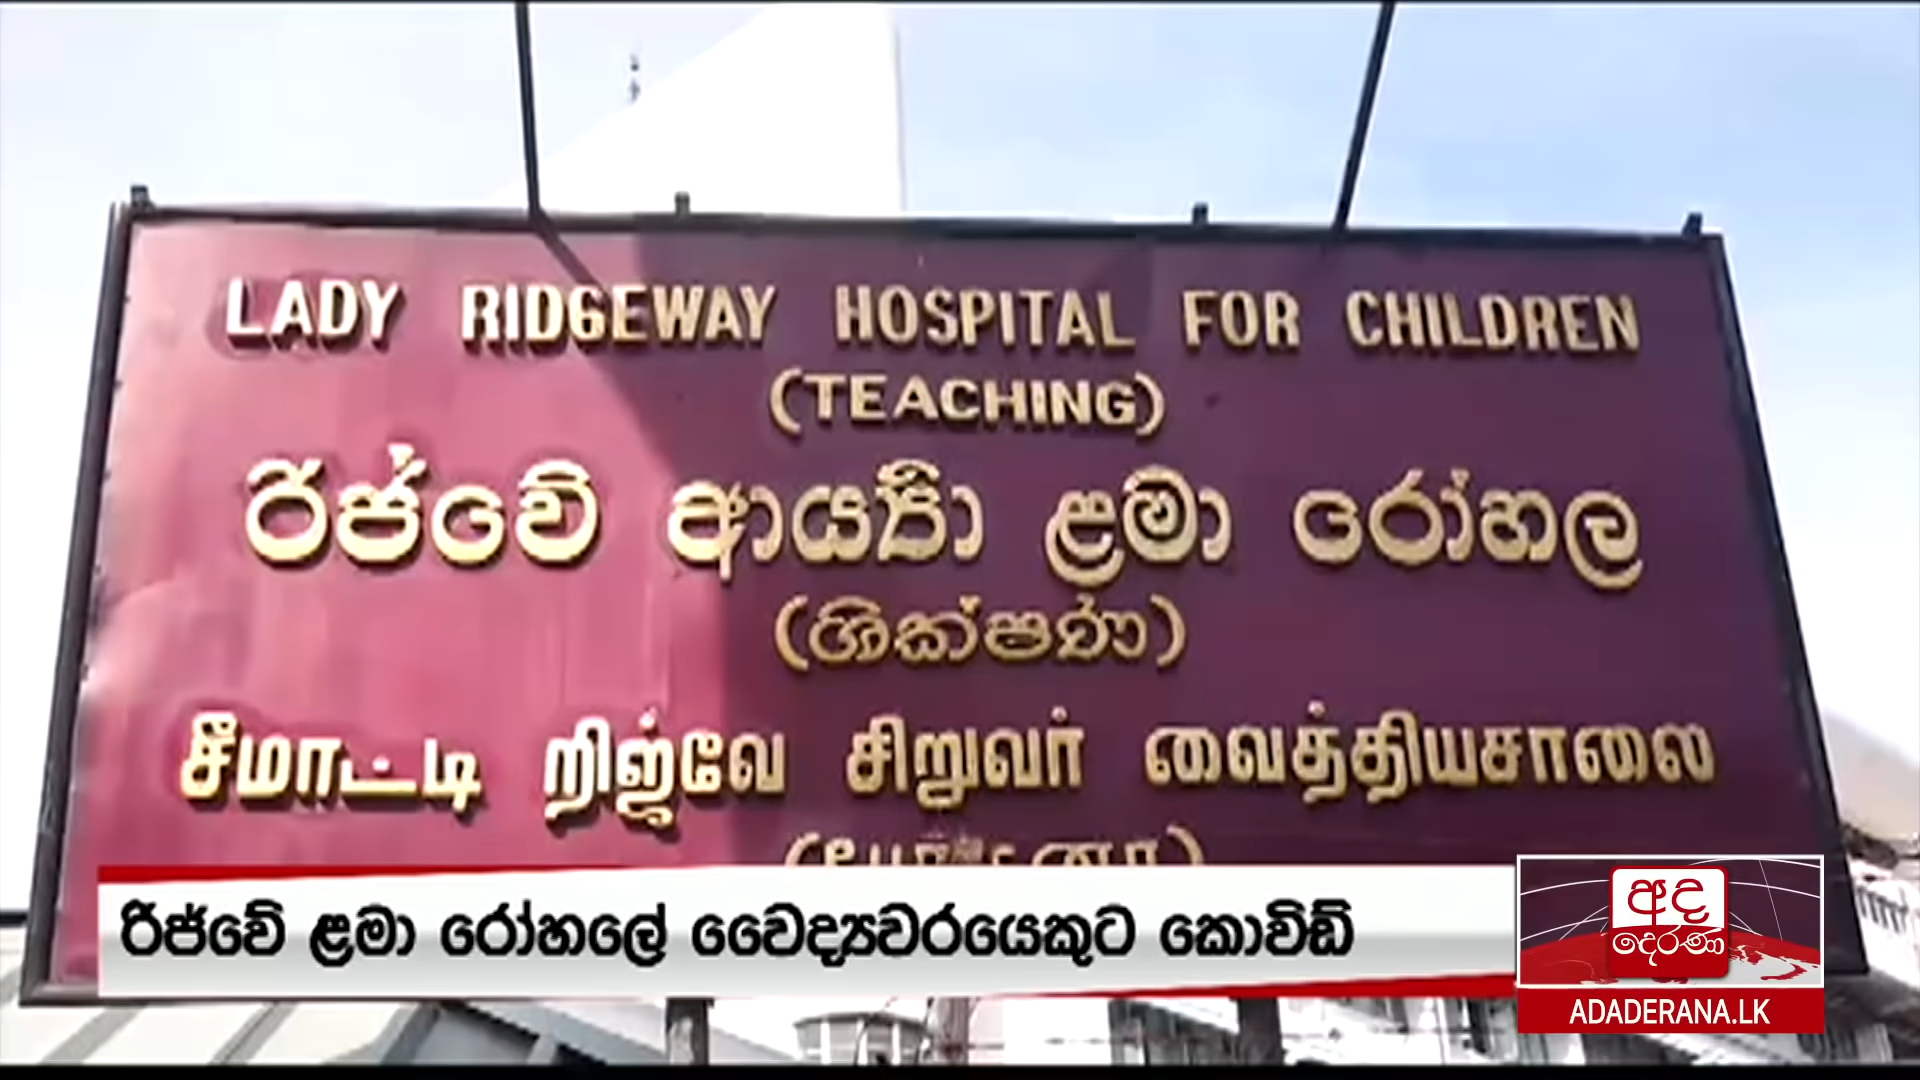 LADY RIDGEWAY HOSPITAL FOR CHILDREN
(TEACHING)
රිජ්වේ ආර්‍ය්‍යා ළමා රෝහල
(ශික්ෂණ)
சீமாட்டி றிஜ்வே சிறுவர் வைத்தியசாலை
රිජ්වේ ළමා රෝහලේ වෛද්‍යවරයෙකුට කොවිඩ්
අද
දෙරණ
ADADERANA.LK